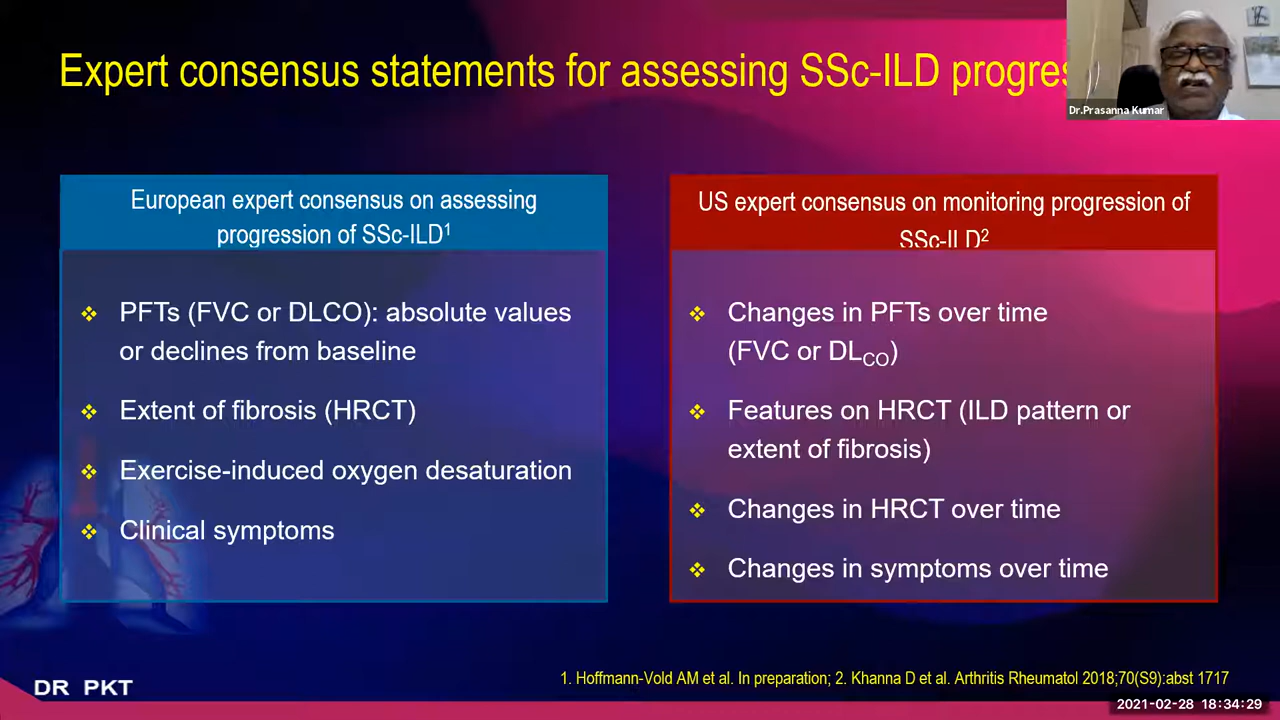 Expert consensus statements for assessing SSc-ILD
Dr.Prasanna Kumar
European expert consensus on assessing
progression of SSc-ILD1
❖ PFTs (FVC or DLCO): absolute values
or declines from baseline
❖ Extent of fibrosis (HRCT)
❖ Exercise-induced oxygen desaturation
❖ Clinical symptoms
US expert consensus on monitoring progression of
SSc-ILD2
❖ Changes in PFTs over time
(FVC or DLCO)
❖ Features on HRCT (ILD pattern or
extent of fibrosis)
❖ Changes in HRCT over time
❖ Changes in symptoms over time
1. Hoffmann-Vold AM et al. In preparation; 2. Khanna D et al. Arthritis Rheumatol 2018;70(S9):abst 1717
DR PKT
2021-02-28 18:34:29